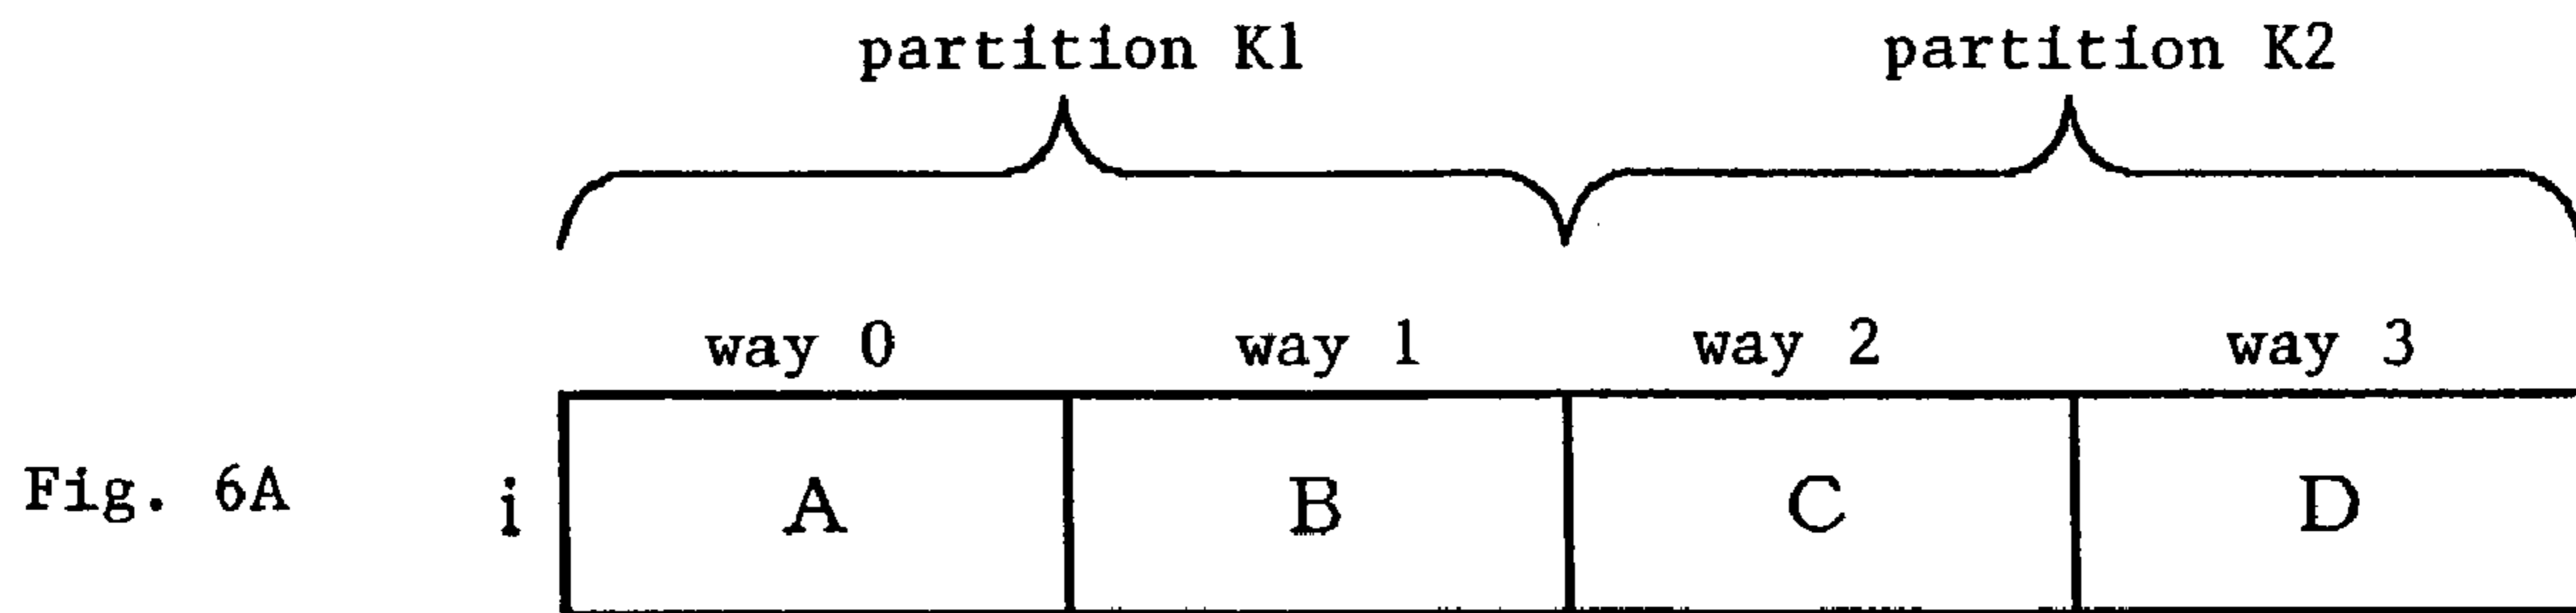 partition K1 partition K2
way 0 way 1 way 2 way 3
Fig. 6A i A B C D